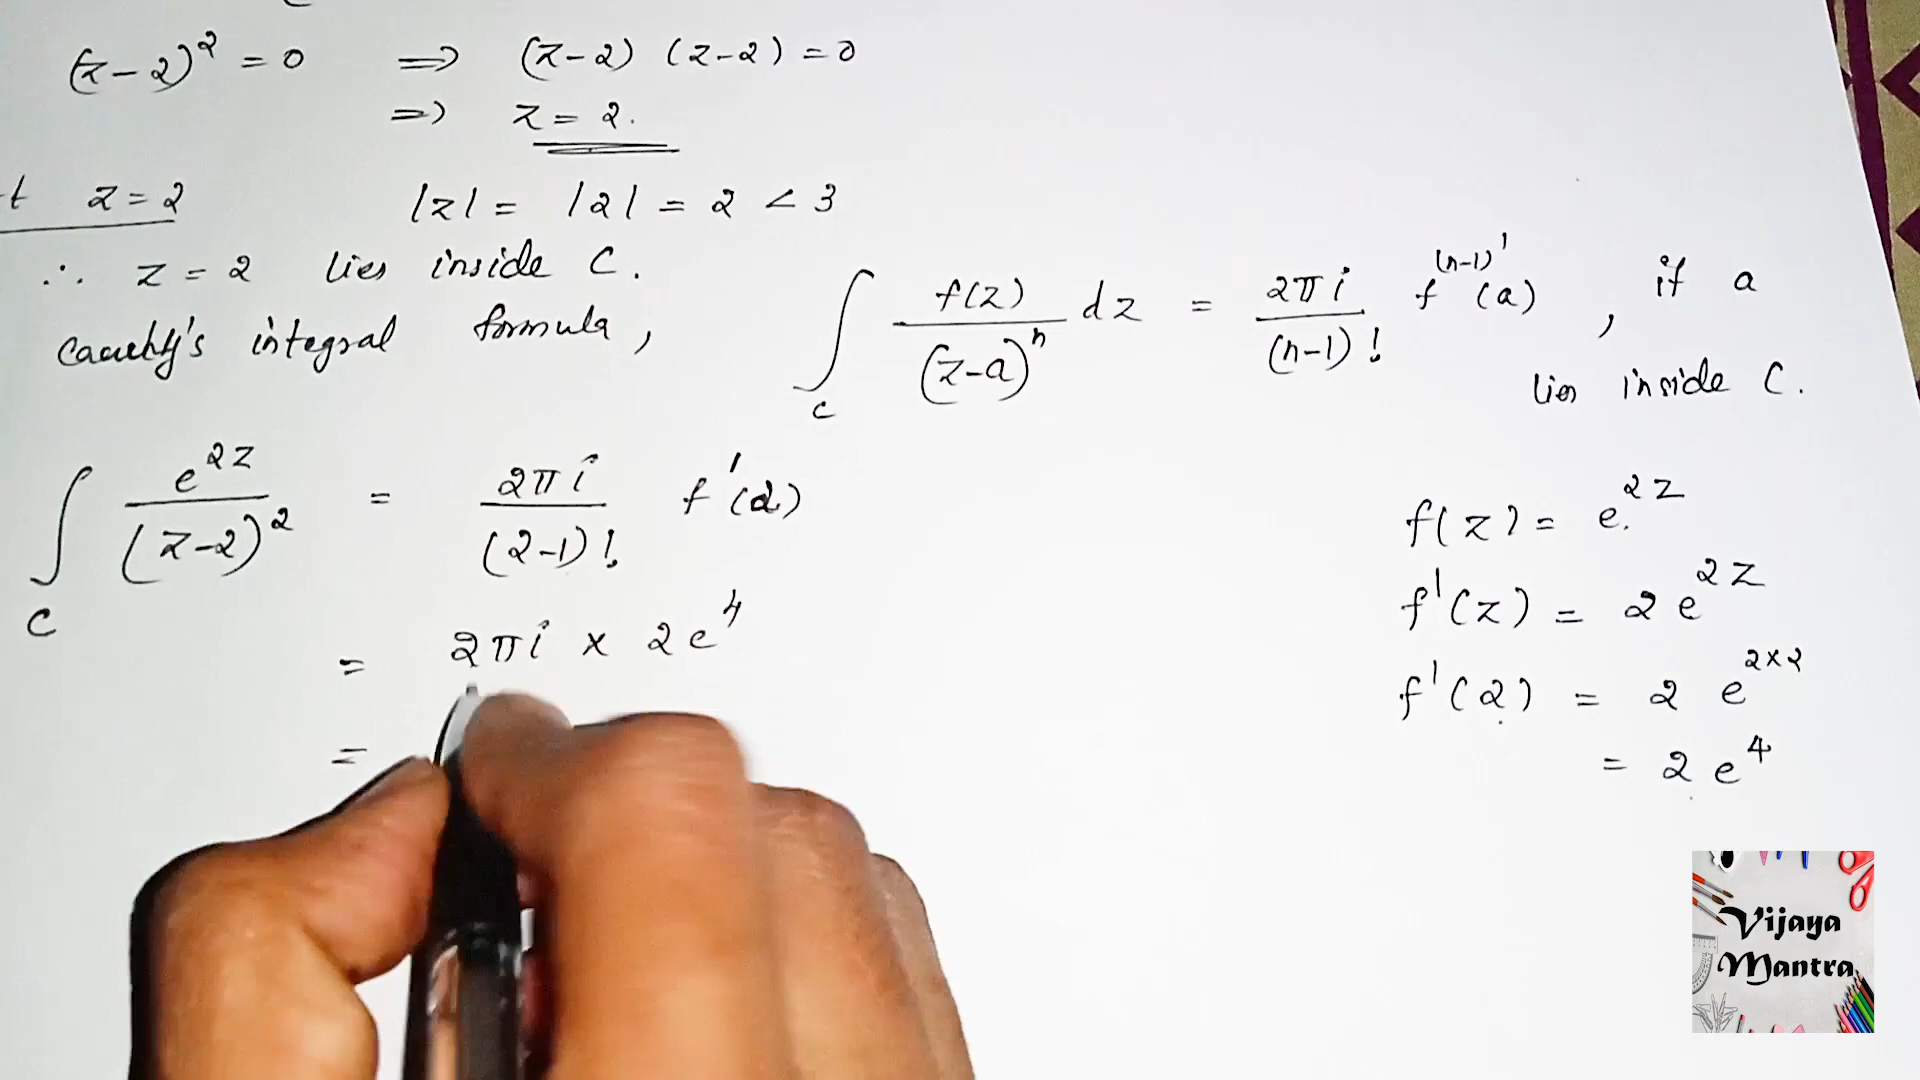 (z-2)² = 0 ⟹ (z-2) (z-2) = 0
⟹ z = 2.
t z = 2 |z| = |2| = 2 < 3
∴ z = 2 lies inside C.
Cauchy's integral formula, ∫_C f(z)/(z-a)^n dz = 2πi/(n-1)! f^{(n-1)'}(a), if a
lies inside C.
∫_C e^{2z}/(z-2)² = 2πi/(2-1)! f'(2)
= 2πi × 2e^4
=
f(z) = e^{2z}
f'(z) = 2e^{2z}
f'(2) = 2 e^{2×2}
= 2 e^4
Vijaya
Mantra